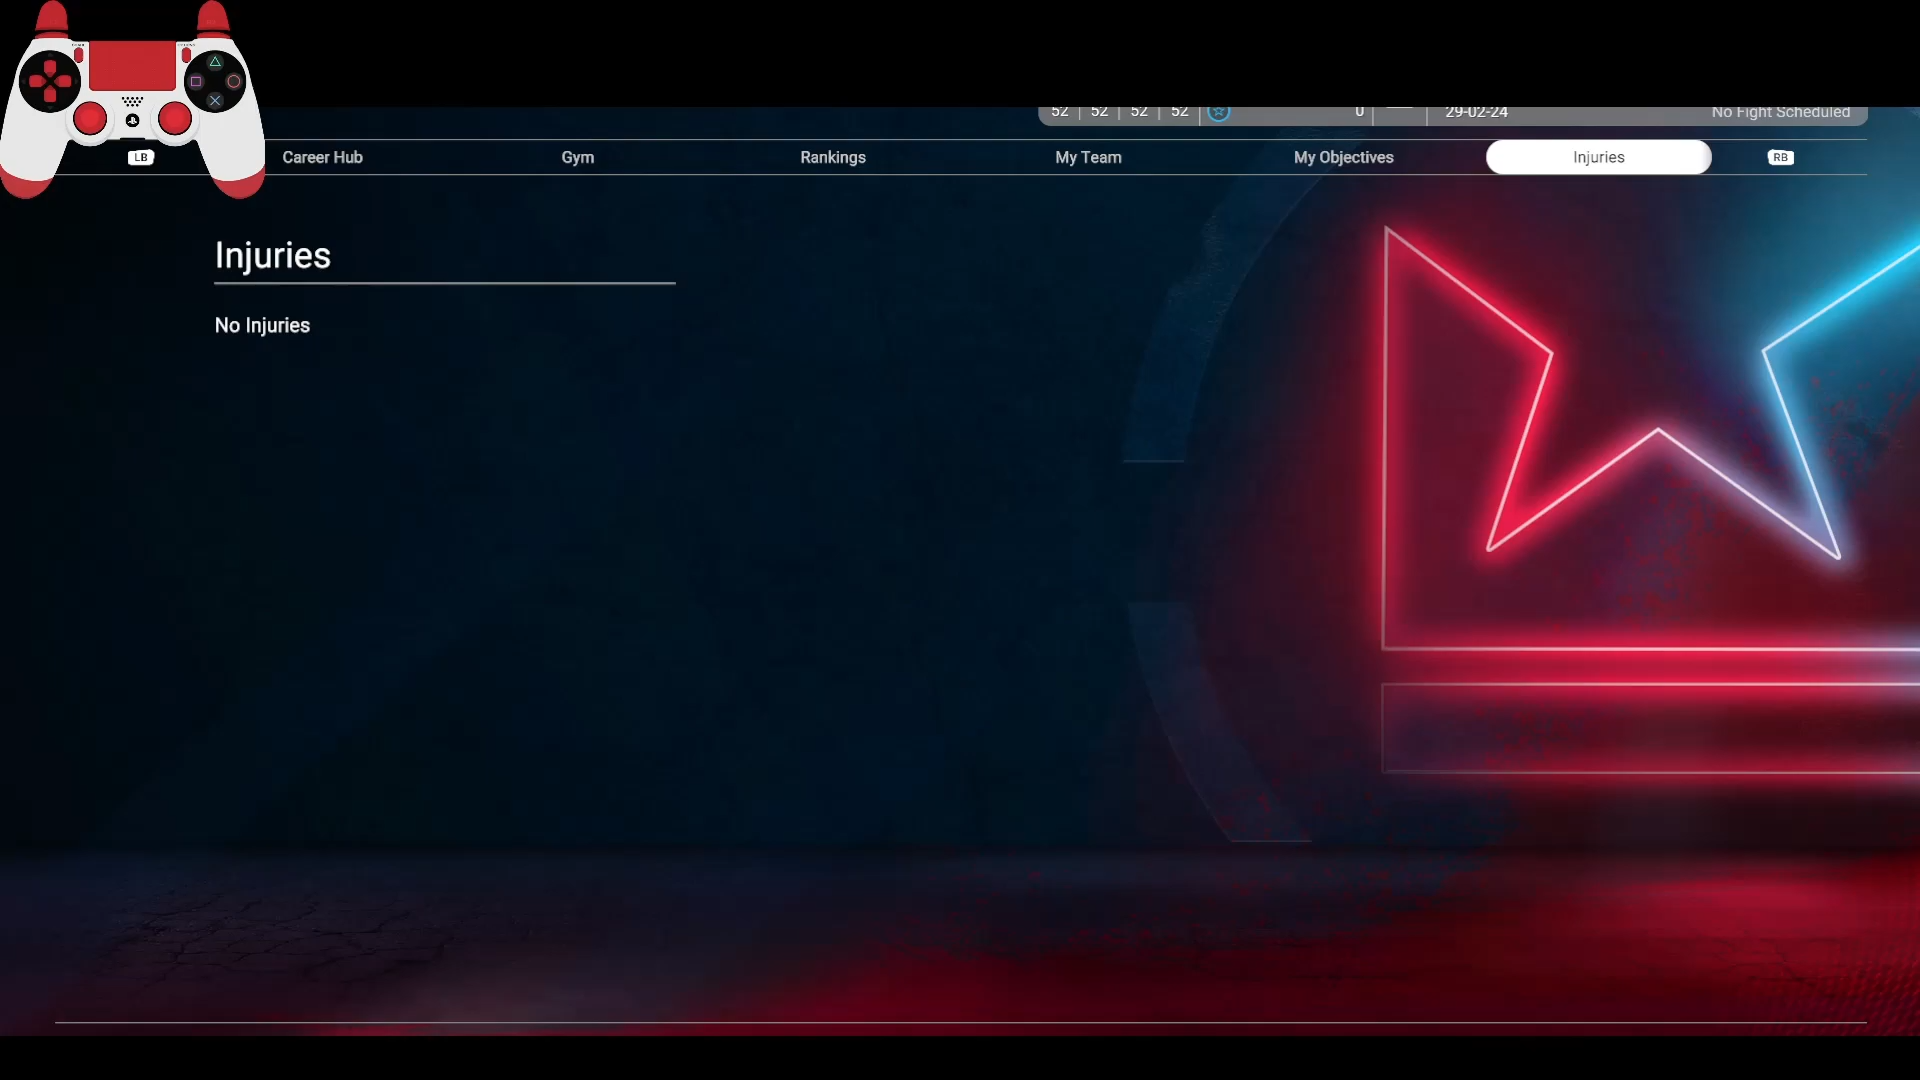 52 | 52 | 52 | 52 0 29-02-24 No Fight Scheduled
LB Career Hub Gym Rankings My Team My Objectives Injuries RB
Injuries
No Injuries